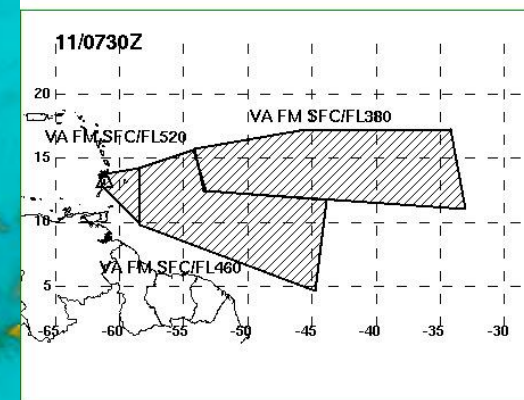 11/0730Z
20
VA FM SFC/FL380
VA FM SFC/FL520
15
10
VA FM SFC/FL460
5
-65 -60 -55 -50 -45 -40 -35 -30